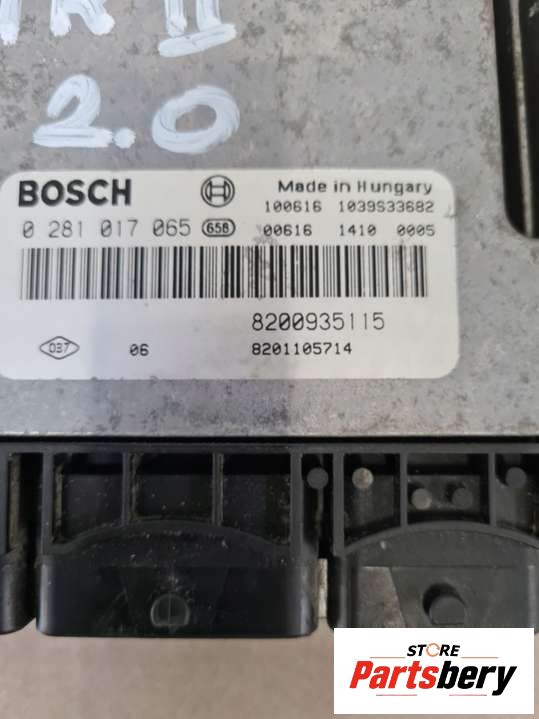 2.0
BOSCH Made in Hungary
100616 1039S33682
0 281 017 065 658 00616 1410 0005
8200935115
037 06 8201105714
STORE
Partsbery